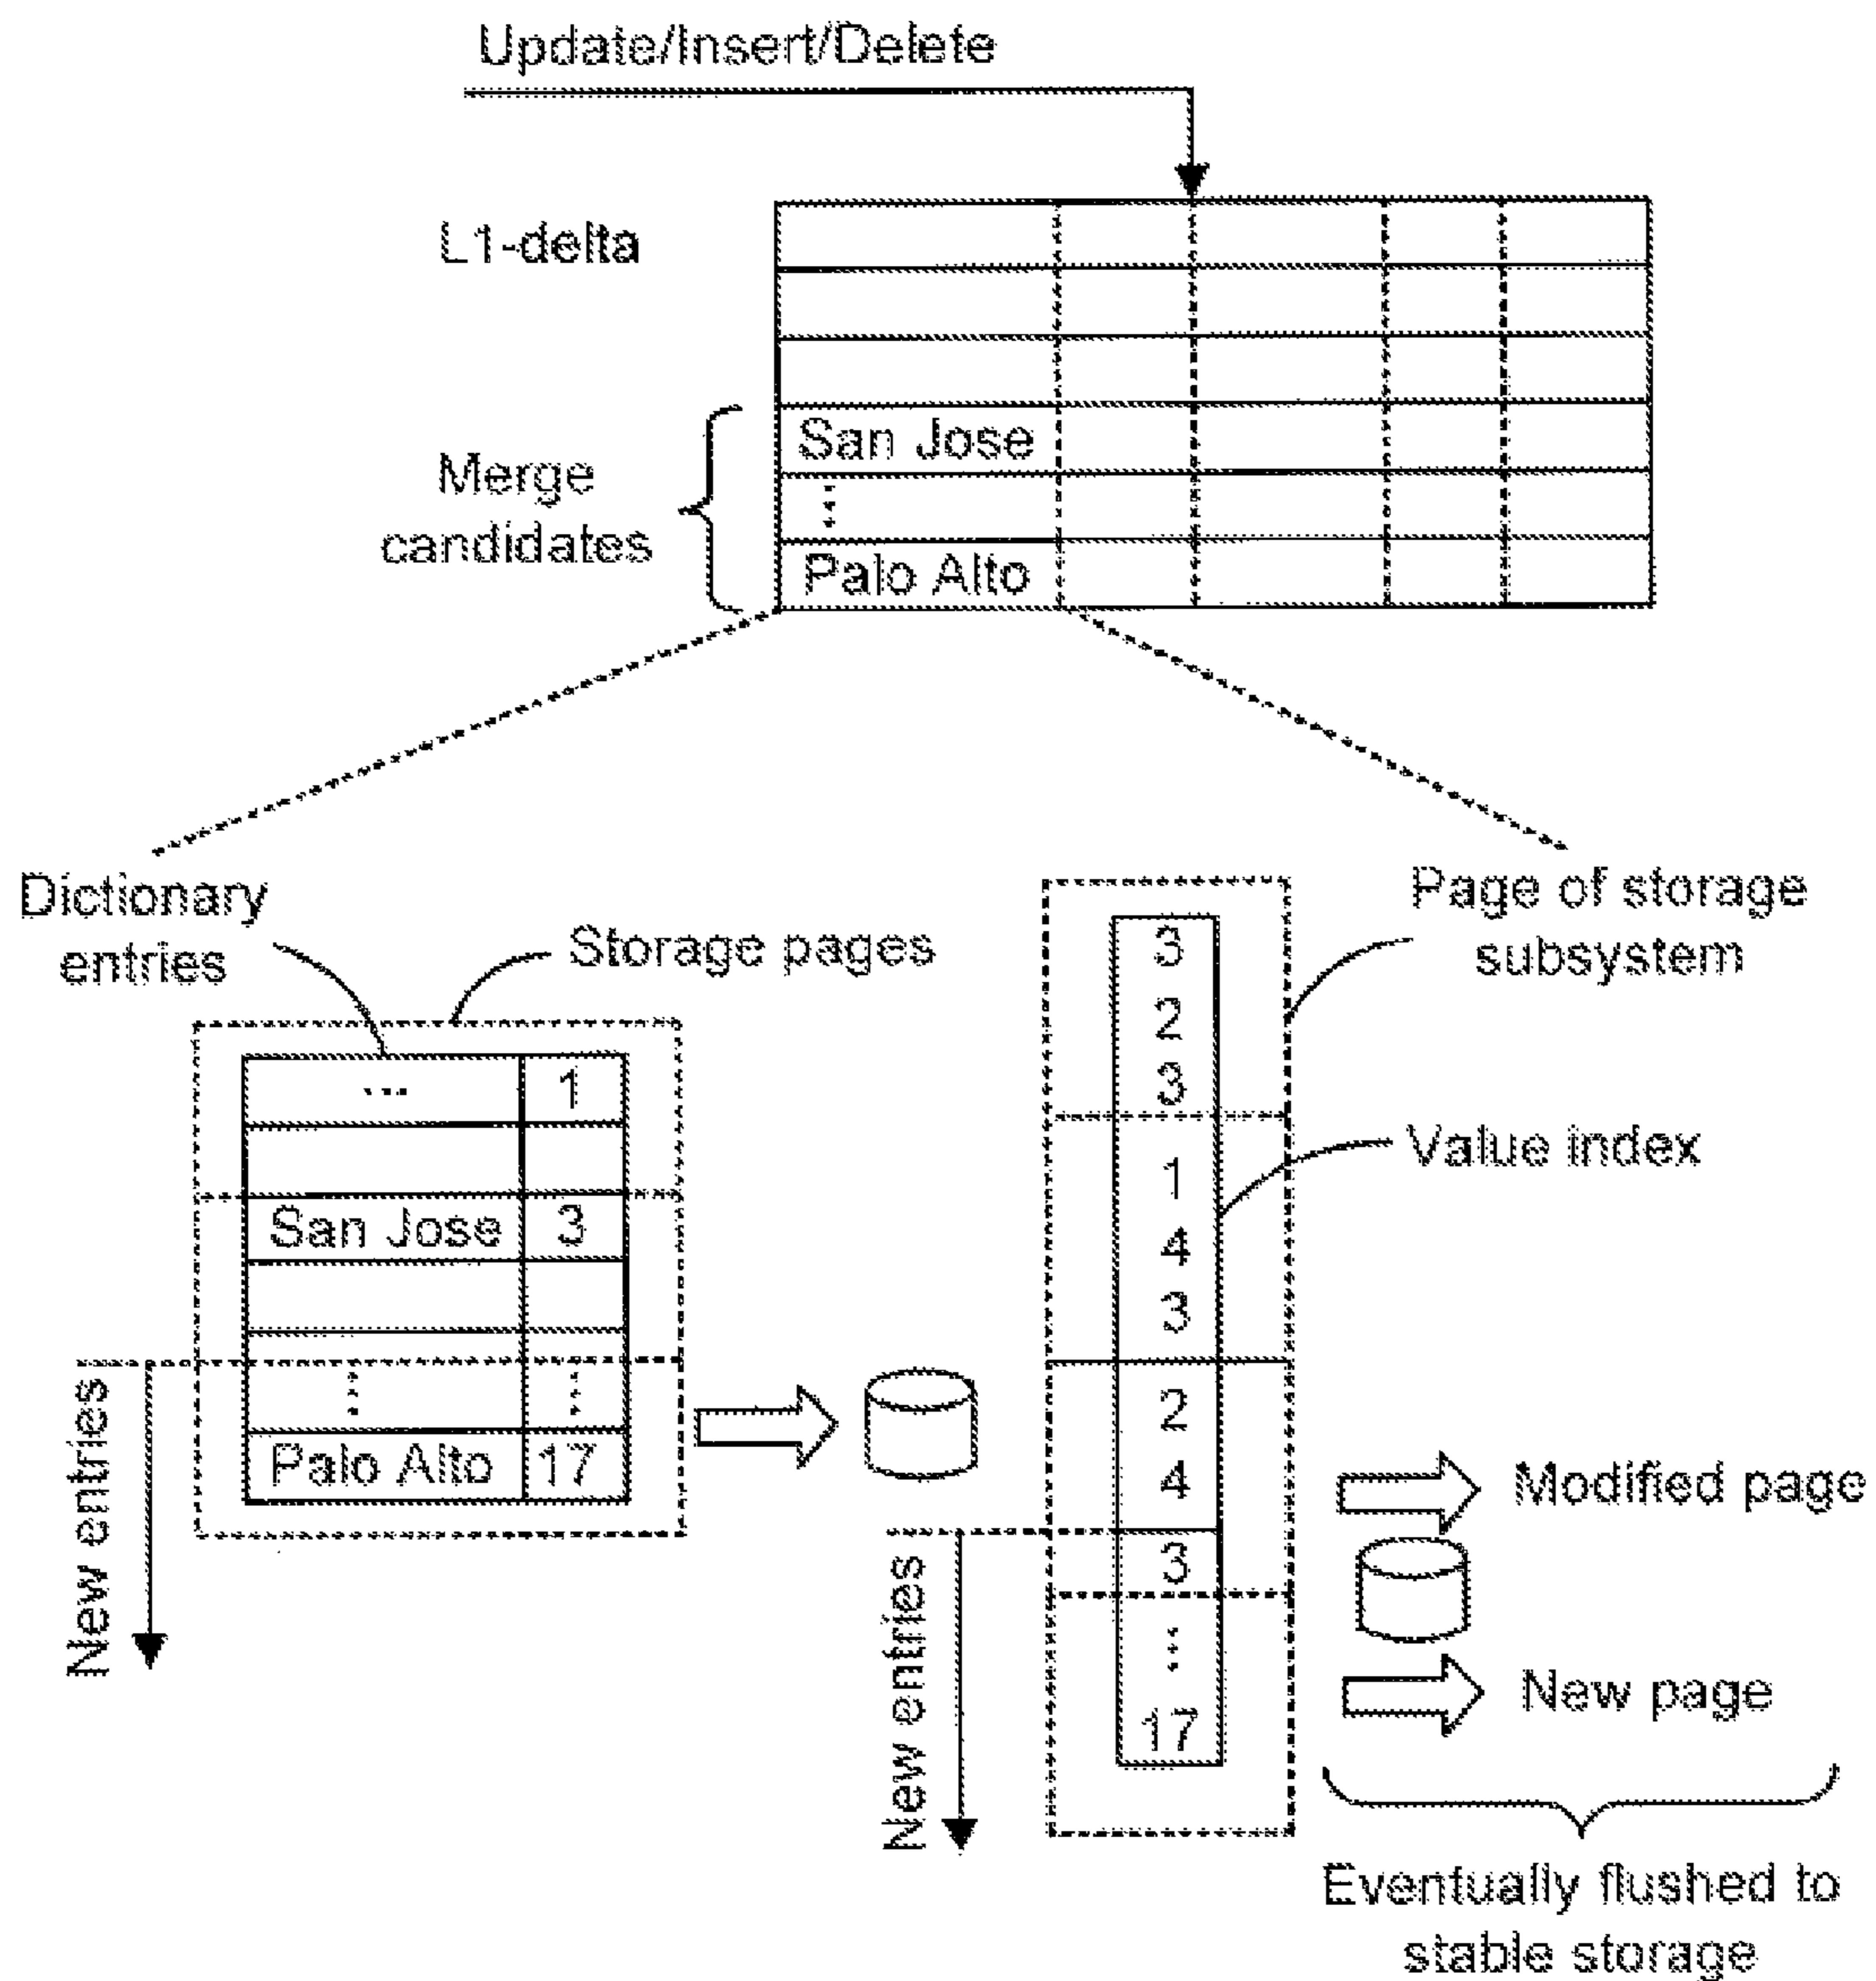 Update/Insert/Delete
L1-delta
Merge
candidates
San Jose
⋮
Palo Alto
Dictionary
entries
Storage pages
Page of storage
subsystem
... 1
San Jose 3
⋮ ⋮
Palo Alto 17
New entries
3
2
3
1
4
3
2
4
3
⋮
17
Value index
New entries
Modified page
New page
Eventually flushed to
stable storage